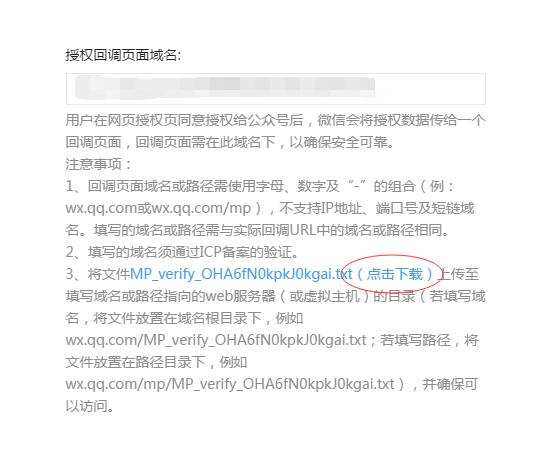 授权回调页面域名:
用户在网页授权页同意授权给公众号后，微信会将授权数据传给一个
回调页面，回调页面需在此域名下，以确保安全可靠。
注意事项：
1、回调页面域名或路径需使用字母、数字及“-”的组合（例：
wx.qq.com或wx.qq.com/mp），不支持IP地址、端口号及短链域
名。填写的域名或路径需与实际回调URL中的域名或路径相同。
2、填写的域名须通过ICP备案的验证。
3、将文件MP_verify_OHA6fN0kpkJ0kgai.txt（点击下载）上传至
填写域名或路径指向的web服务器（或虚拟主机）的目录（若填写域
名，将文件放置在域名根目录下，例如
wx.qq.com/MP_verify_OHA6fN0kpkJ0kgai.txt；若填写路径，将
文件放置在路径目录下，例如
wx.qq.com/mp/MP_verify_OHA6fN0kpkJ0kgai.txt），并确保可
以访问。